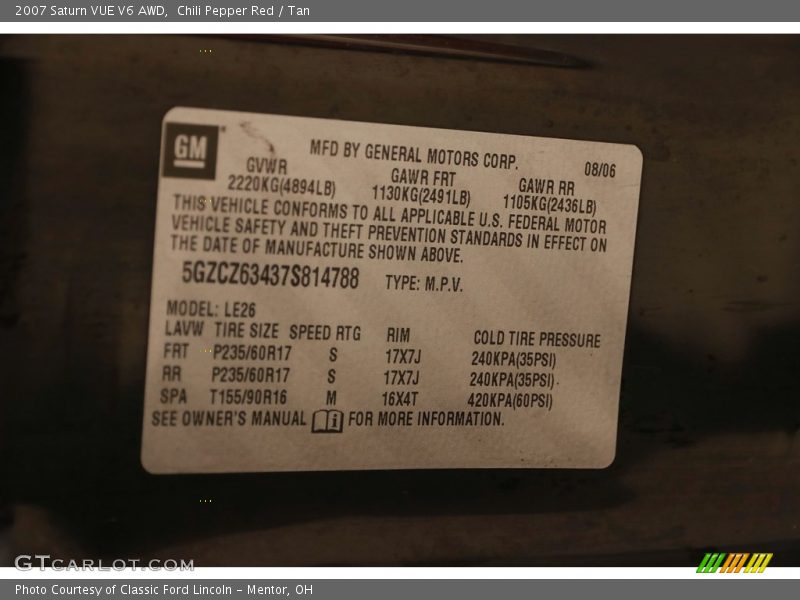 2007 Saturn VUE V6 AWD, Chili Pepper Red / Tan
GM
MFD BY GENERAL MOTORS CORP.
08/06
GVWR GAWR FRT GAWR RR
2220KG(4894LB) 1130KG(2491LB) 1105KG(2436LB)
THIS VEHICLE CONFORMS TO ALL APPLICABLE U.S. FEDERAL MOTOR
VEHICLE SAFETY AND THEFT PREVENTION STANDARDS IN EFFECT ON
THE DATE OF MANUFACTURE SHOWN ABOVE.
5GZCZ63437S814788 TYPE: M.P.V.
MODEL: LE26
LAVW TIRE SIZE SPEED RTG RIM COLD TIRE PRESSURE
FRT P235/60R17 S 17X7J 240KPA(35PSI)
RR P235/60R17 S 17X7J 240KPA(35PSI)
SPA T155/90R16 M 16X4T 420KPA(60PSI)
SEE OWNER'S MANUAL FOR MORE INFORMATION.
GTCARLOT.COM
Photo Courtesy of Classic Ford Lincoln - Mentor, OH